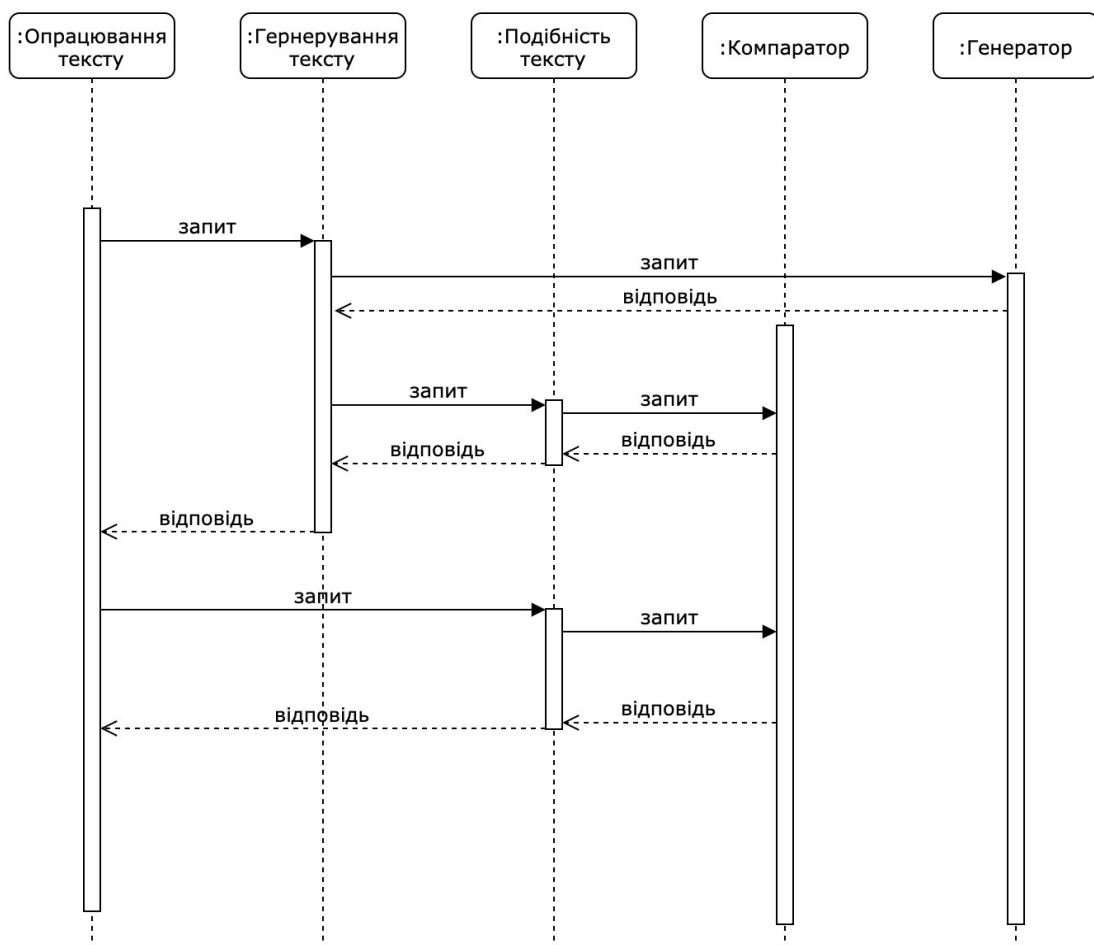 :Опрацювання
тексту
:Гернерування
тексту
:Подібність
тексту
:Компаратор
:Генератор
запит
запит
відповідь
запит
запит
відповідь
відповідь
відповідь
запит
запит
відповідь
відповідь